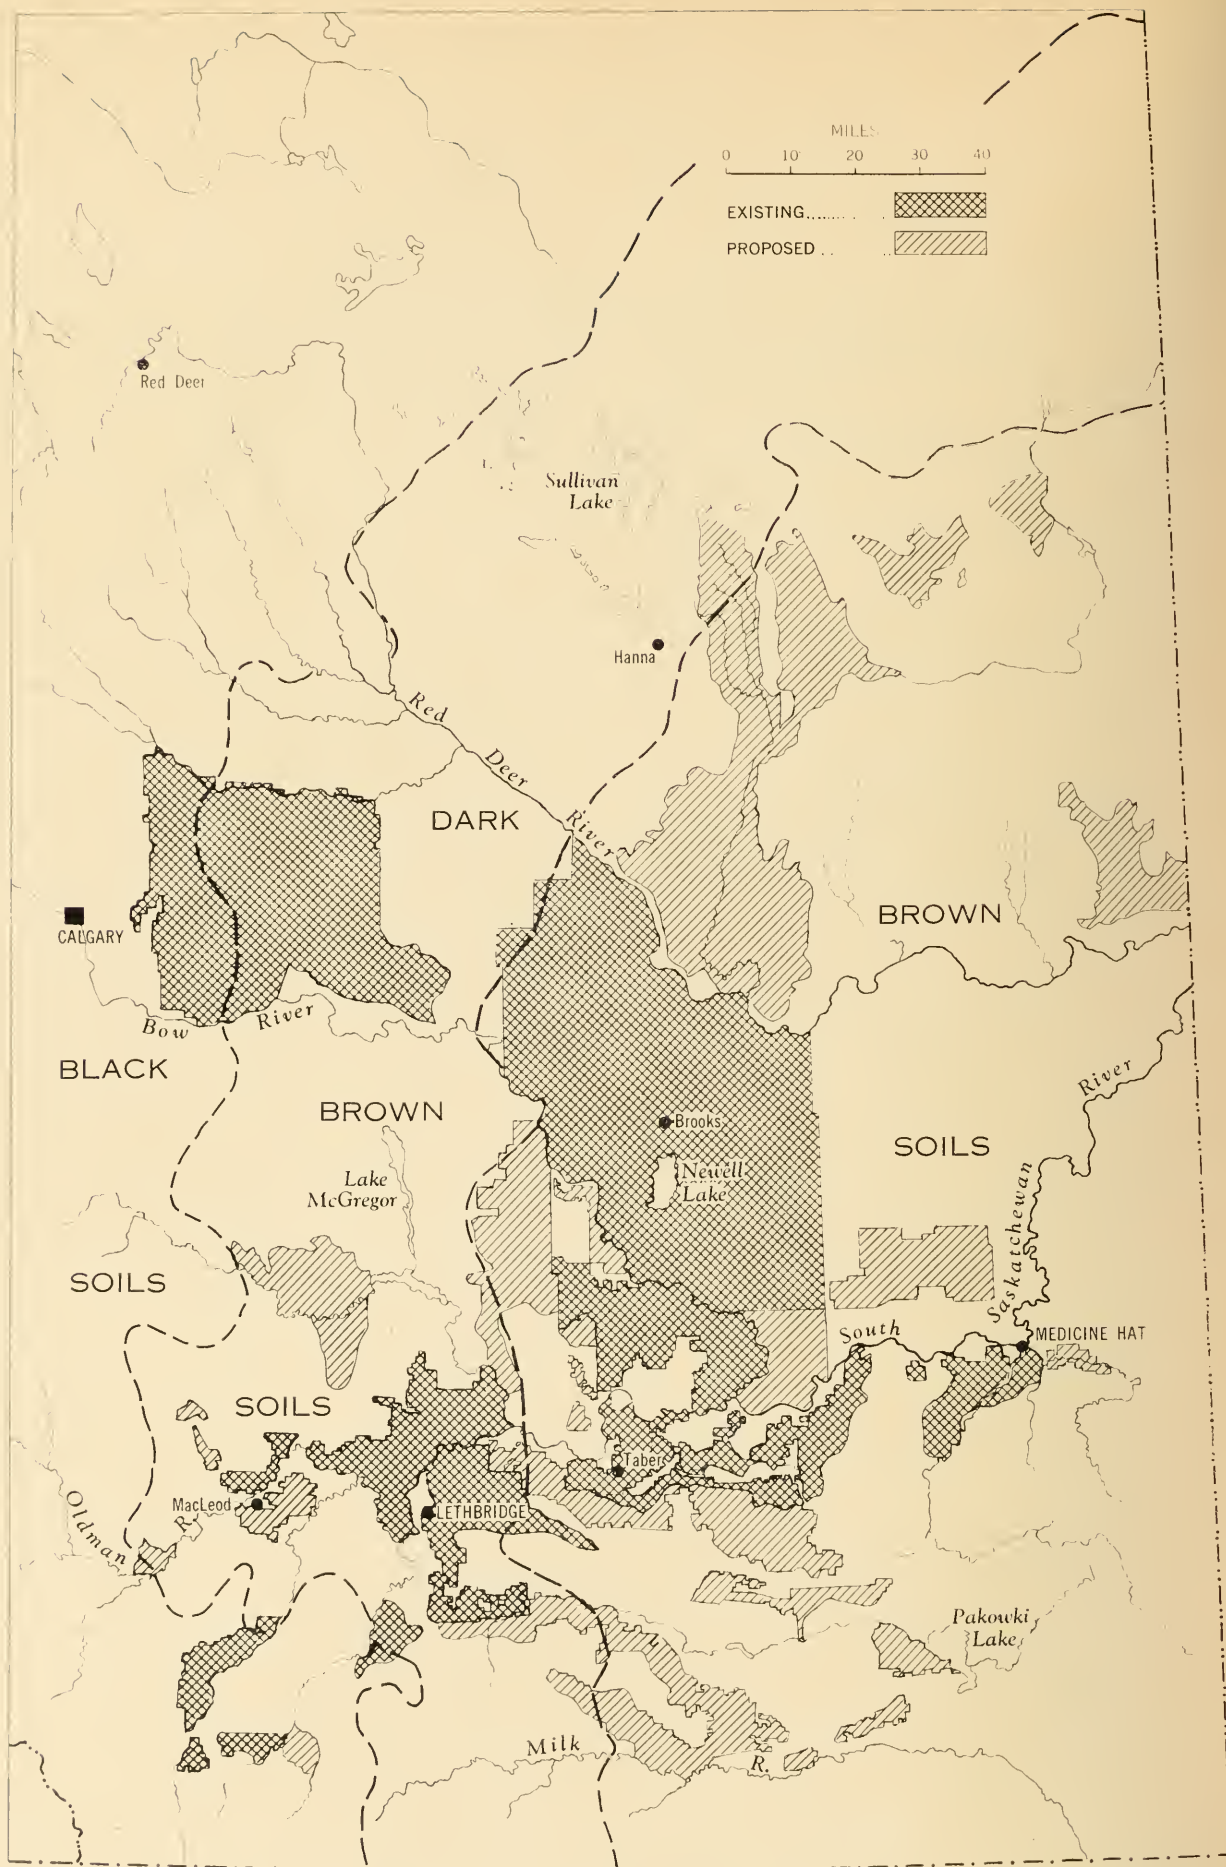 MILES
0 10 20 30 40
EXISTING........ .
PROPOSED .. ..
Red Deer
Sullivan
Lake
Hanna
Red
Deer
River
DARK
BROWN
CALGARY
Bow
River
BLACK
BROWN
River
Brooks
SOILS
Newell
Lake
Lake
McGregor
Saskatchewan
SOILS
South
MEDICINE HAT
SOILS
Taber
MacLeod
LETHBRIDGE
Oldman
R.
Pakowki
Lake
Milk
R.